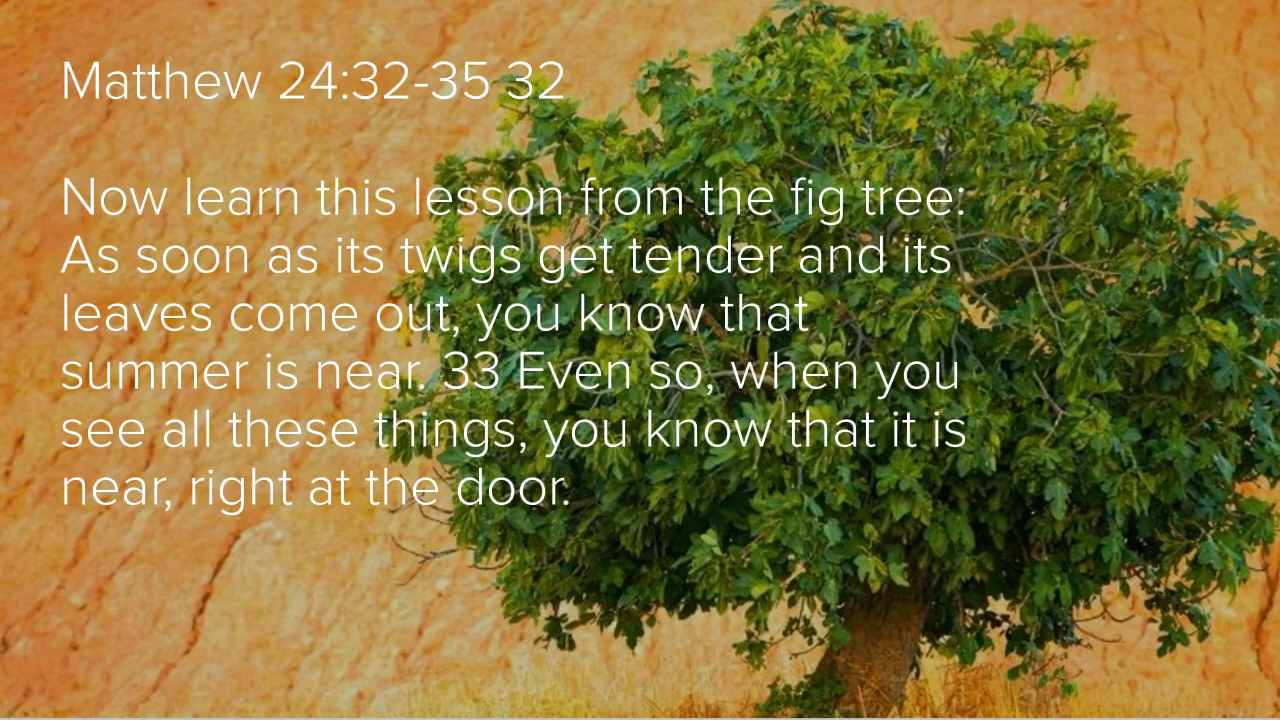 Matthew 24:32-35 32
Now learn this lesson from the fig tree:
As soon as its twigs get tender and its
leaves come out, you know that
summer is near. 33 Even so, when you
see all these things, you know that it is
near, right at the door.